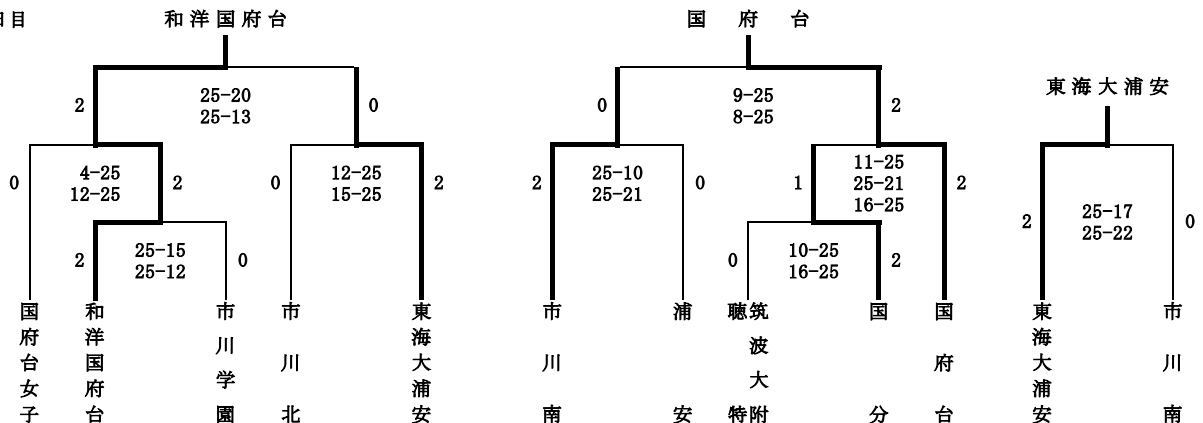 日目
和洋国府台
国府台
東海大浦安
2
25-20
25-13
0
0
9-25
8-25
2
0
4-25
12-25
2
0
12-25
15-25
2
2
25-10
25-21
0
1
11-25
25-21
16-25
2
2
25-17
25-22
0
2
25-15
25-12
0
0
10-25
16-25
2
国府台女子
和洋国府台
市川学園
市川北
東海大浦安
市川南
浦安
筑波大附
聴特
国分
国府台
東海大浦安
市川南